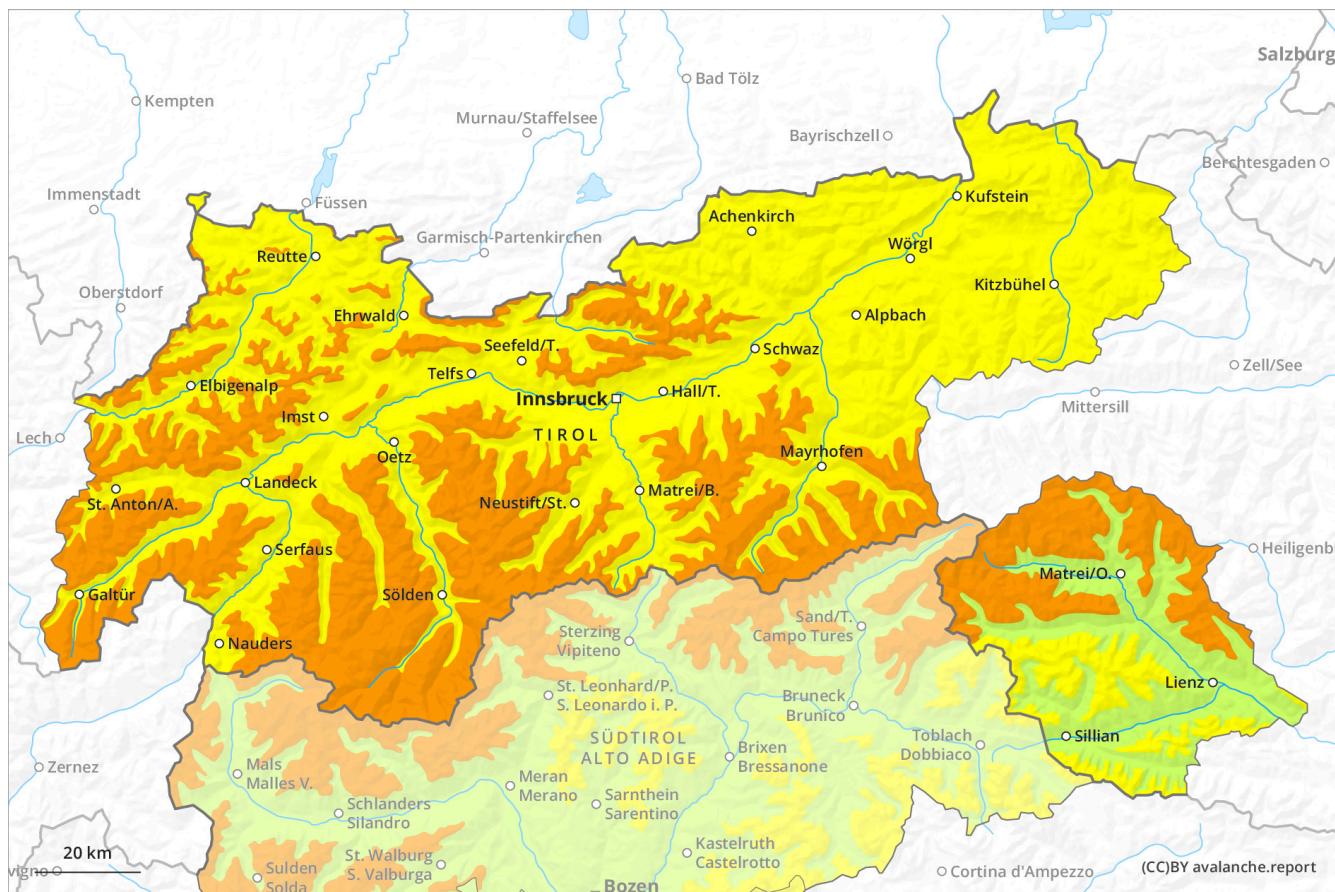 Salzburg
Bad Tölz
Kempten
Murnau/Staffelsee
Bayrischzell
Berchtesgaden
Immenstadt
Füssen
Kufstein
Achenkirch
Garmisch-Partenkirchen
Wörgl
Reutte
Kitzbühel
Oberstdorf
Ehrwald
Alpbach
Seefeld/T.
Schwaz
Zell/See
Telfs
Elbigenalp
Innsbruck
Hall/T.
Mittersill
Imst
Lech
TIROL
Oetz
Mayrhofen
Landeck
St. Anton/A.
Neustift/St.
Matrei/B.
Serfaus
Heiligenb
Matrei/O.
Galtür
Sölden
Sand/T.
Campo Tures
Nauders
Sterzing
Vipiteno
Lienz
St. Leonhard/P.
S. Leonardo i. P.
Bruneck
Brunico
SÜDTIROL
ALTO ADIGE
Toblach
Dobbiaco
Sillian
Brixen
Bressanone
Zernez
Mals
Malles V.
Meran
Merano
Sarnthein
Sarentino
Schlanders
Silandro
20 km
St. Walburg
S. Valburga
Kastelruth
Castelrotto
vigno
Sulden
Solda
Cortina d'Ampezzo
(CC)BY avalanche.report
Bozen